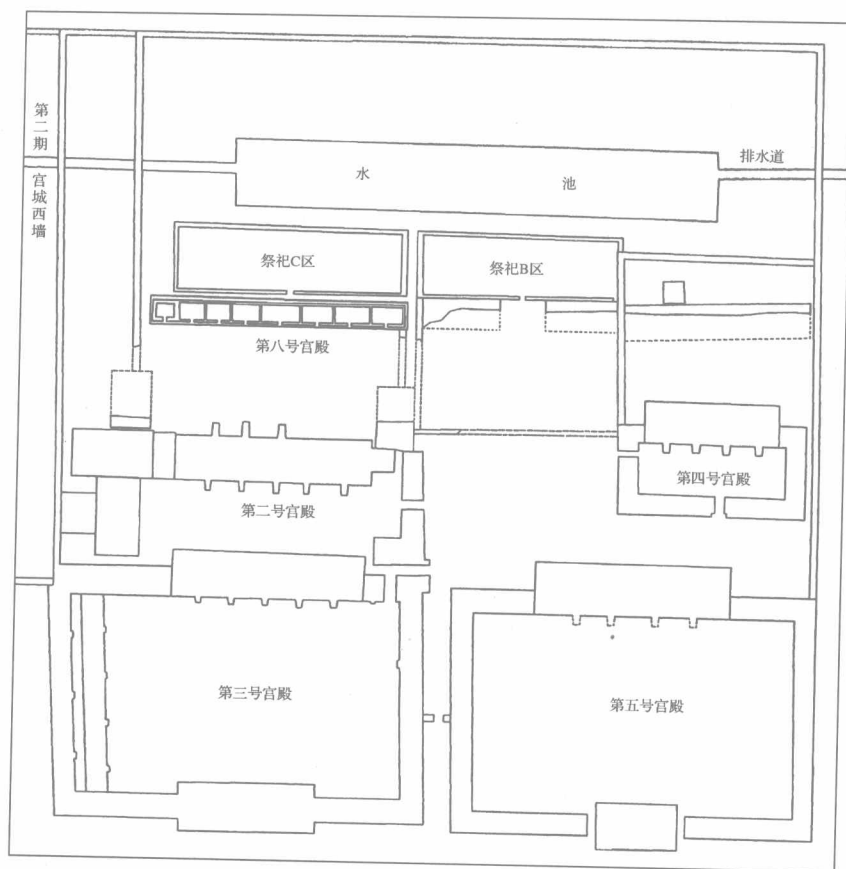 第二期
宫城西墙
水池
排水道
祭祀C区
祭祀B区
第八号宫殿
第四号宫殿
第二号宫殿
第三号宫殿
第五号宫殿